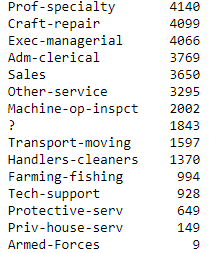 Prof-specialty 4140
Craft-repair 4099
Exec-managerial 4066
Adm-clerical 3769
Sales 3650
Other-service 3295
Machine-op-inspct 2002
? 1843
Transport-moving 1597
Handlers-cleaners 1370
Farming-fishing 994
Tech-support 928
Protective-serv 649
Priv-house-serv 149
Armed-Forces 9